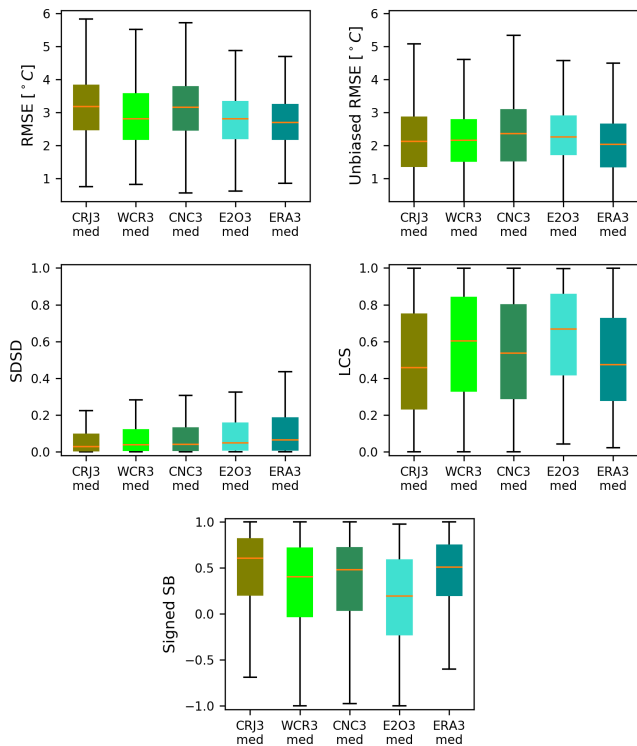 6
5
4
3
2
1
RMSE [ °C]
CRJ3 WCR3 CNC3 E2O3 ERA3
med med med med med
6
5
4
3
2
1
Unbiased RMSE [ °C]
CRJ3 WCR3 CNC3 E2O3 ERA3
med med med med med
1.0
0.8
0.6
0.4
0.2
0.0
SDSD
CRJ3 WCR3 CNC3 E2O3 ERA3
med med med med med
1.0
0.8
0.6
0.4
0.2
0.0
LCS
CRJ3 WCR3 CNC3 E2O3 ERA3
med med med med med
1.0
0.5
0.0
−0.5
−1.0
Signed SB
CRJ3 WCR3 CNC3 E2O3 ERA3
med med med med med